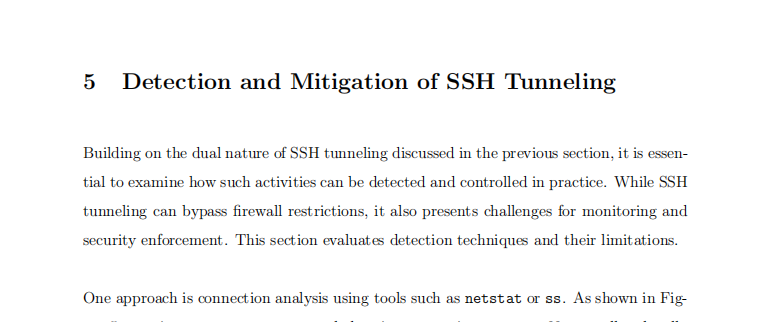 5 Detection and Mitigation of SSH Tunneling
Building on the dual nature of SSH tunneling discussed in the previous section, it is essen-
tial to examine how such activities can be detected and controlled in practice. While SSH
tunneling can bypass firewall restrictions, it also presents challenges for monitoring and
security enforcement. This section evaluates detection techniques and their limitations.
One approach is connection analysis using tools such as netstat or ss. As shown in Fig-